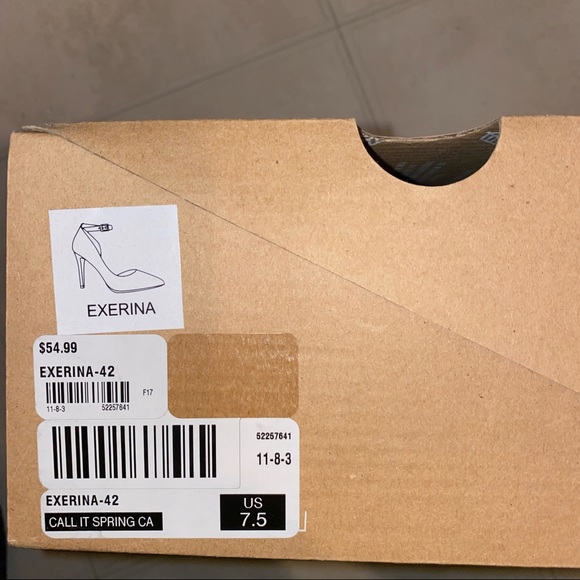 EXERINA
$54.99
EXERINA-42
F17
11-8-3 52257641
52257641
11-8-3
EXERINA-42
CALL IT SPRING CA
US
7.5